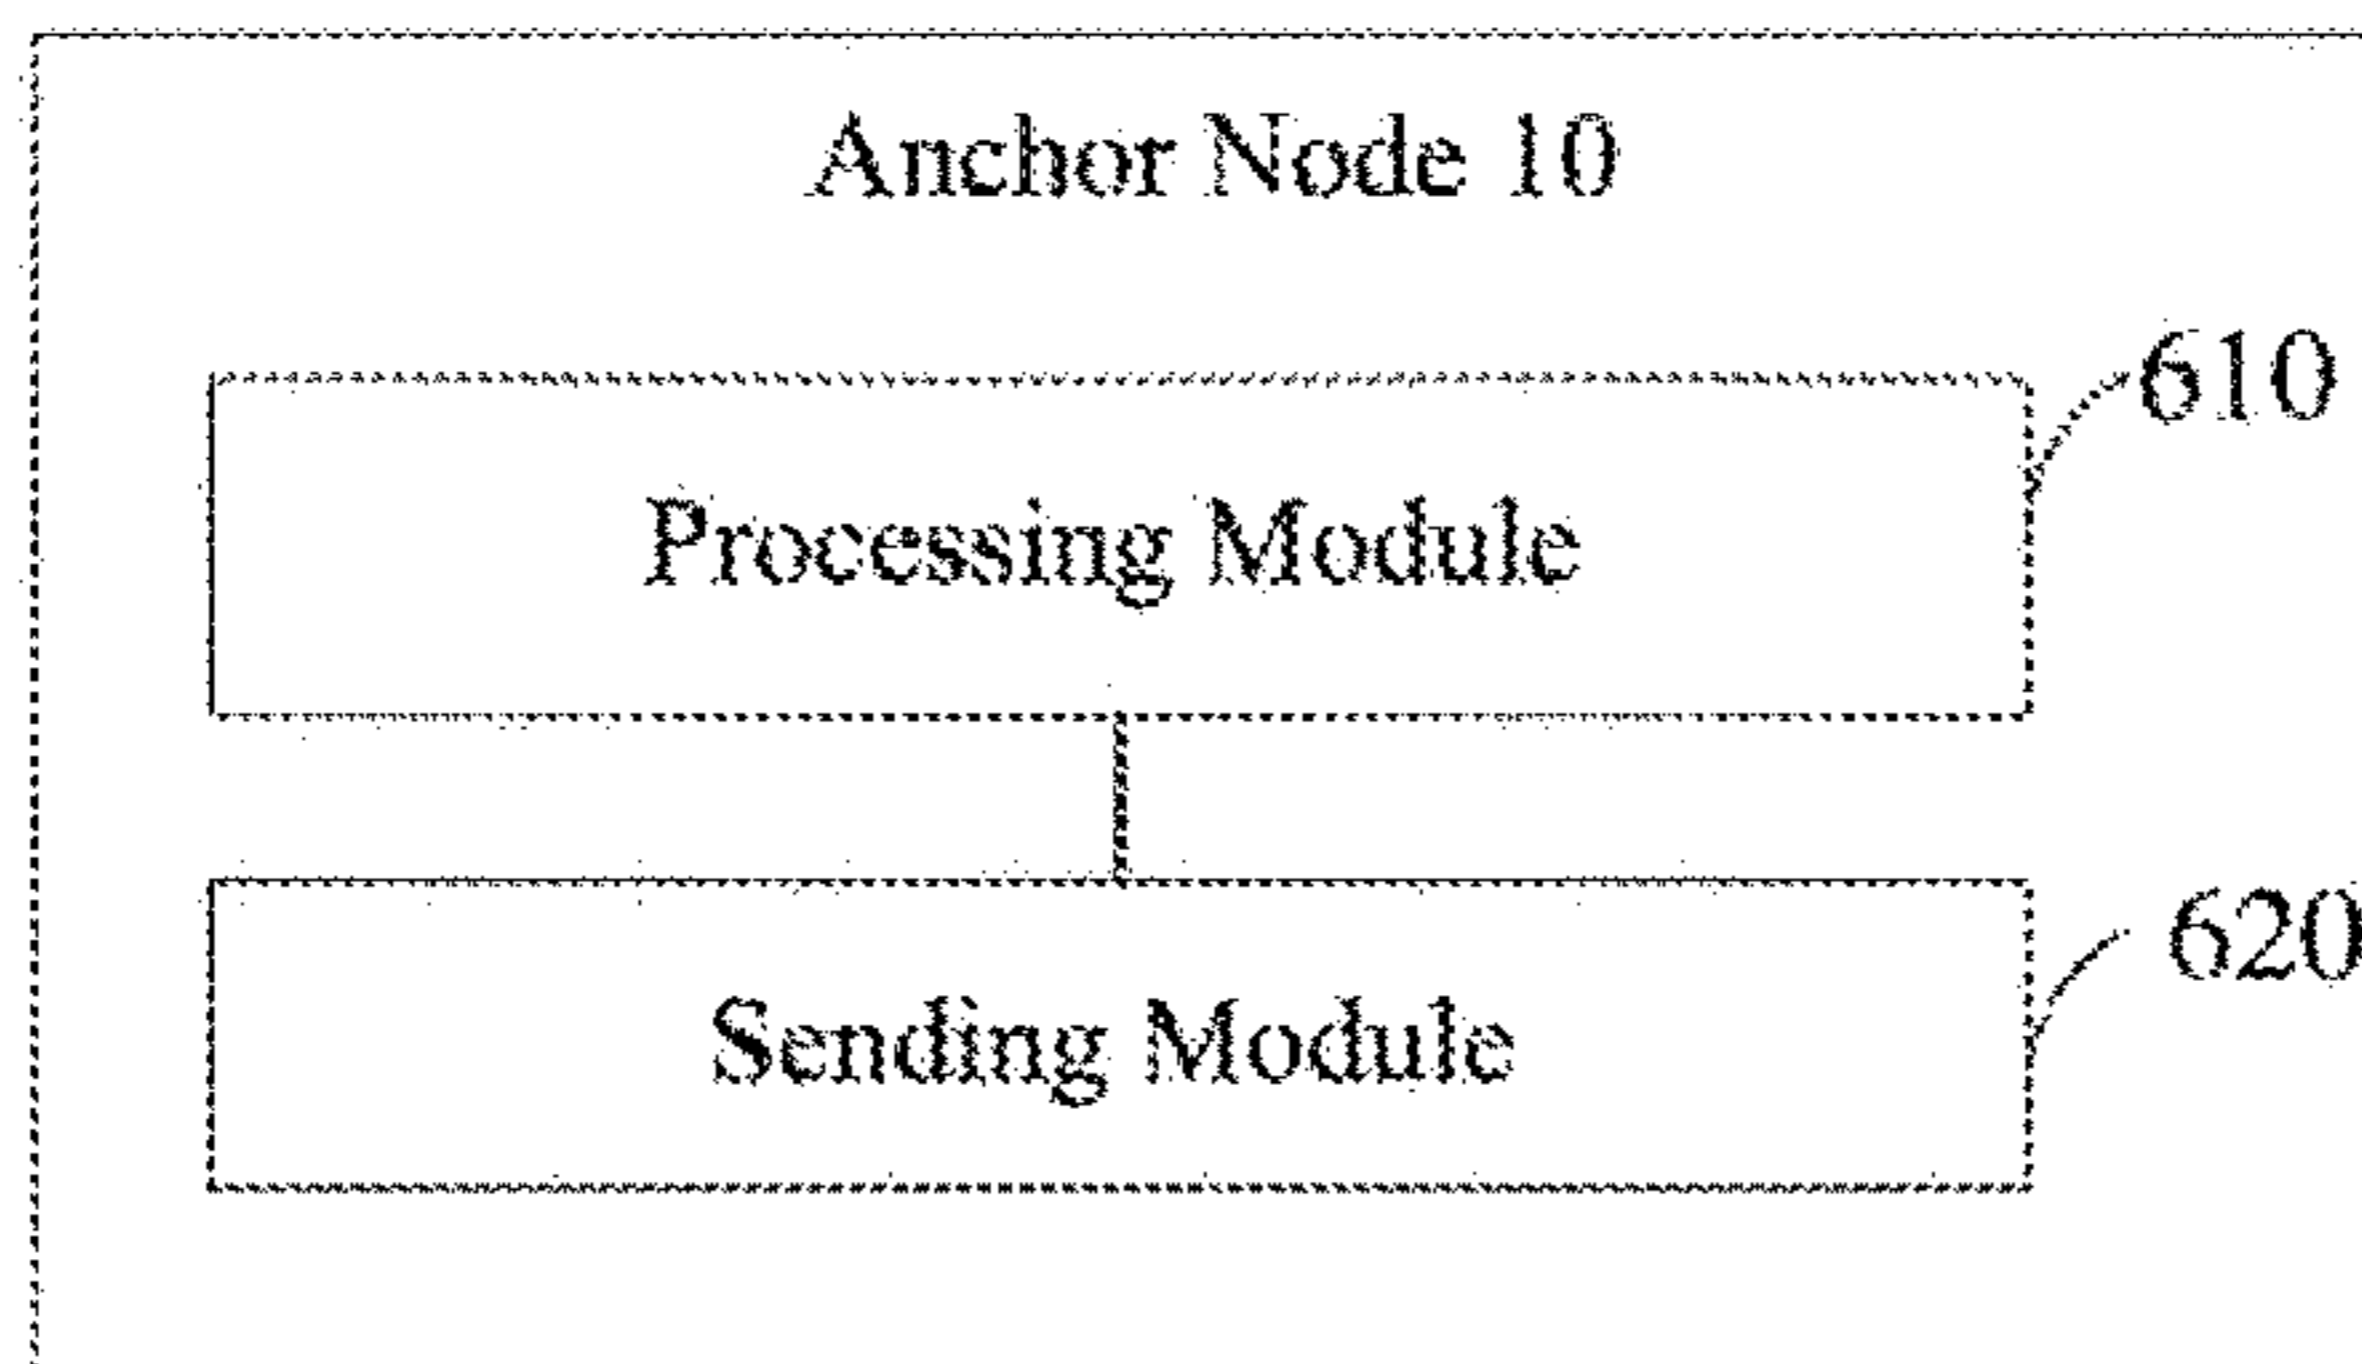 Anchor Node 10
610
Processing Module
620
Sending Module